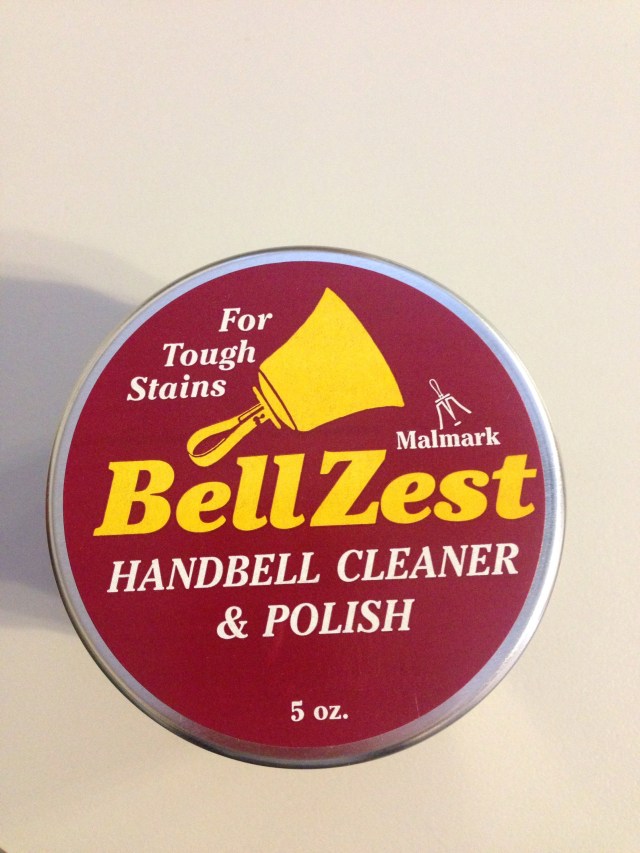 For
Tough
Stains
Malmark
BellZest
HANDBELL CLEANER
& POLISH
5 oz.